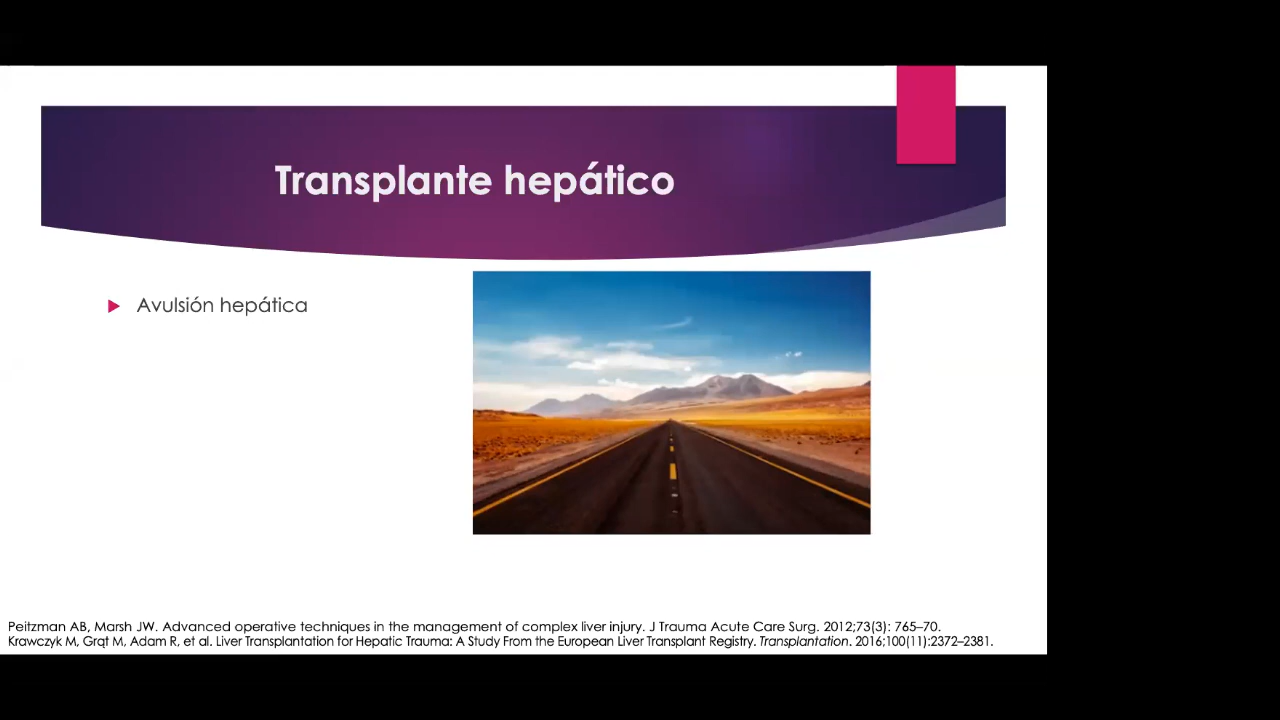 Transplante hepático
Avulsión hepática
Peitzman AB, Marsh JW. Advanced operative techniques in the management of complex liver injury. J Trauma Acute Care Surg. 2012;73(3): 765–70.
Krawczyk M, Grąt M, Adam R, et al. Liver Transplantation for Hepatic Trauma: A Study From the European Liver Transplant Registry. Transplantation. 2016;100(11):2372–2381.